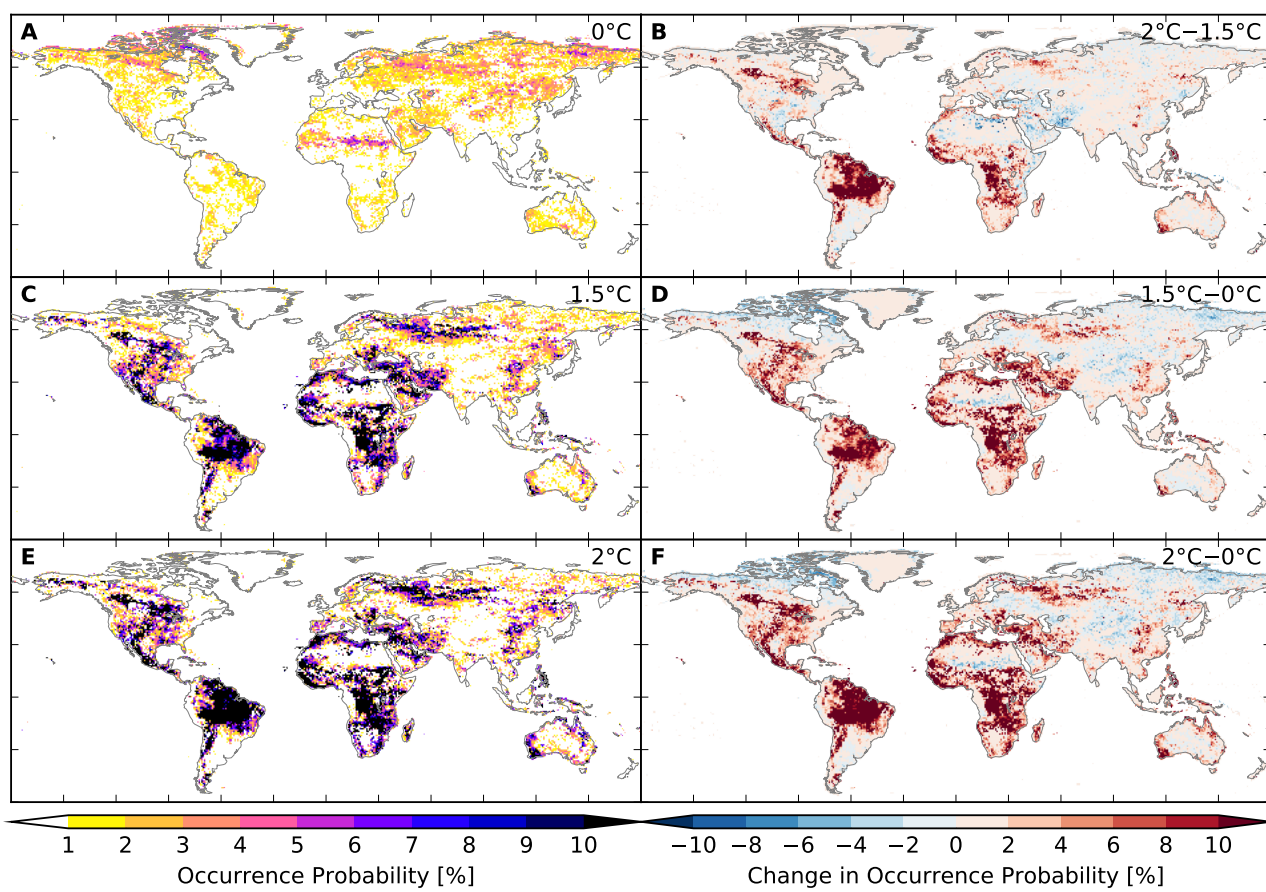 A 0°C
B 2°C−1.5°C
C 1.5°C
D 1.5°C−0°C
E 2°C
F 2°C−0°C
1 2 3 4 5 6 7 8 9 10
−10 −8 −6 −4 −2 0 2 4 6 8 10
Occurrence Probability [%]
Change in Occurrence Probability [%]